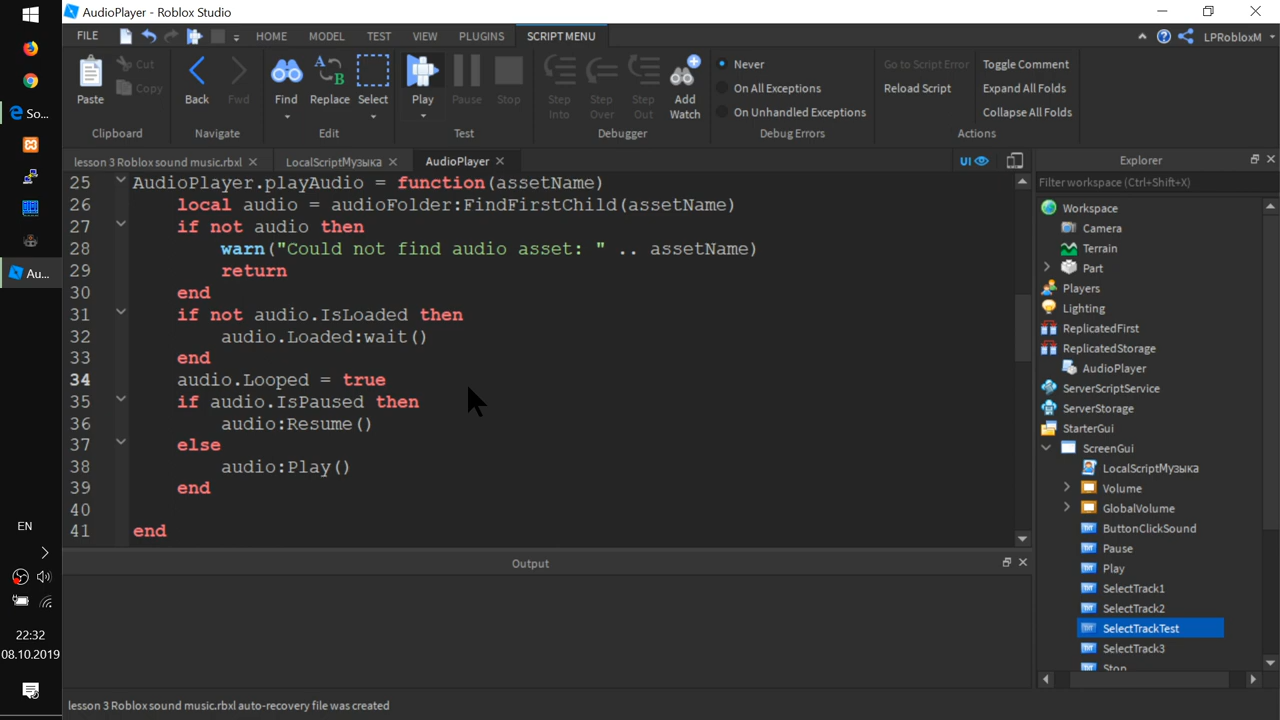 AudioPlayer - Roblox Studio
FILE HOME MODEL TEST VIEW PLUGINS SCRIPT MENU LPRobloxM
Cut
Copy
Paste
Clipboard
Back Fwd
Navigate
Find Replace Select
Edit
Play Pause Stop
Test
Step Into
Step Over
Step Out
Add Watch
Debugger
Never
On All Exceptions
On Unhandled Exceptions
Debug Errors
Go to Script Error Toggle Comment
Reload Script Expand All Folds
Collapse All Folds
Actions
lesson 3 Roblox sound music.rbxl LocalScriptМузыка AudioPlayer UI
25 AudioPlayer.playAudio = function(assetName)
26 local audio = audioFolder:FindFirstChild(assetName)
27 if not audio then
28 warn("Could not find audio asset: " .. assetName)
29 return
30 end
31 if not audio.IsLoaded then
32 audio.Loaded:wait()
33 end
34 audio.Looped = true
35 if audio.IsPaused then
36 audio:Resume()
37 else
38 audio:Play()
39 end
40
41 end
Output
lesson 3 Roblox sound music.rbxl auto-recovery file was created
Explorer
Filter workspace (Ctrl+Shift+X)
Workspace
Camera
Terrain
Part
Players
Lighting
ReplicatedFirst
ReplicatedStorage
AudioPlayer
ServerScriptService
ServerStorage
StarterGui
ScreenGui
LocalScriptМузыка
Volume
GlobalVolume
ButtonClickSound
Pause
Play
SelectTrack1
SelectTrack2
SelectTrackTest
SelectTrack3
Stop
So...
Au...
EN
22:32
08.10.2019